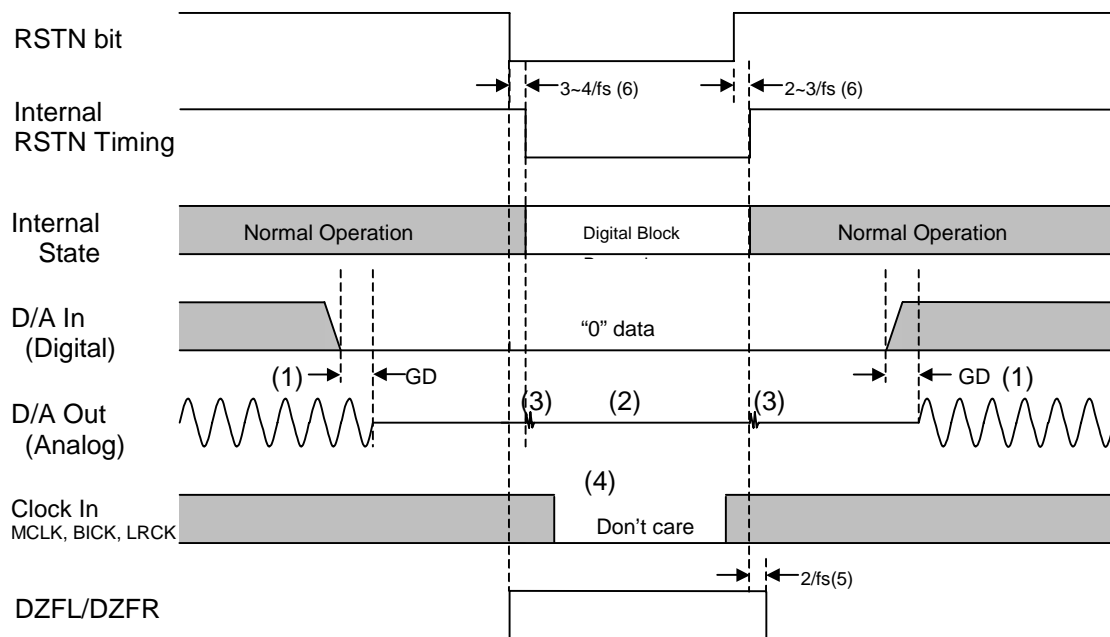 RSTN bit
3~4/fs (6)
2~3/fs (6)
Internal
RSTN Timing
Internal
State
Normal Operation
Digital Block
Normal Operation
D/A In
(Digital)
“0” data
(1)
GD
GD
(1)
D/A Out
(Analog)
(3)
(2)
(3)
Clock In
MCLK, BICK, LRCK
(4)
Don’t care
2/fs(5)
DZFL/DZFR